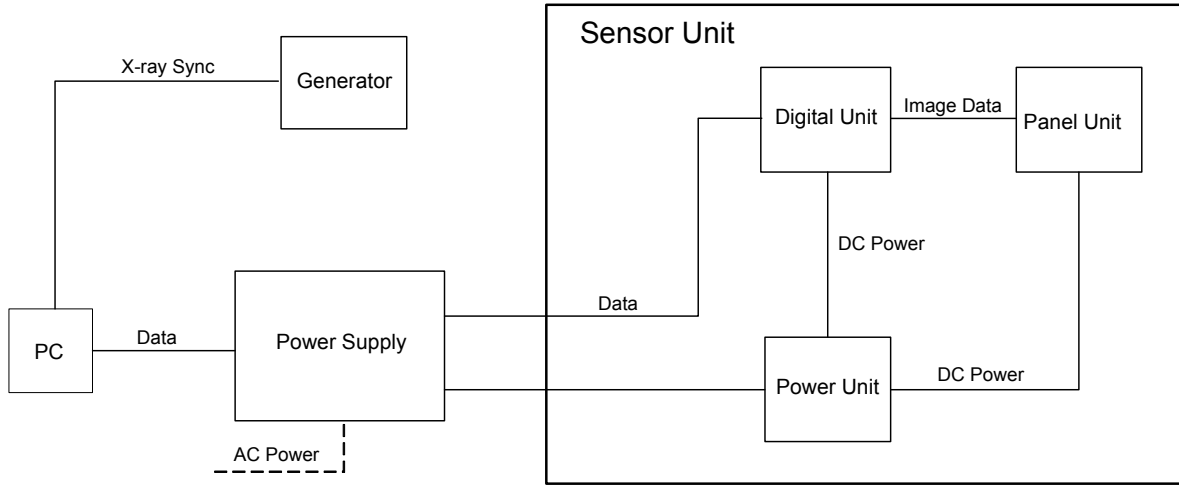 Sensor Unit
X-ray Sync
Generator
Digital Unit
Image Data
Panel Unit
DC Power
Data
Power Supply
PC
Data
Power Unit
DC Power
AC Power